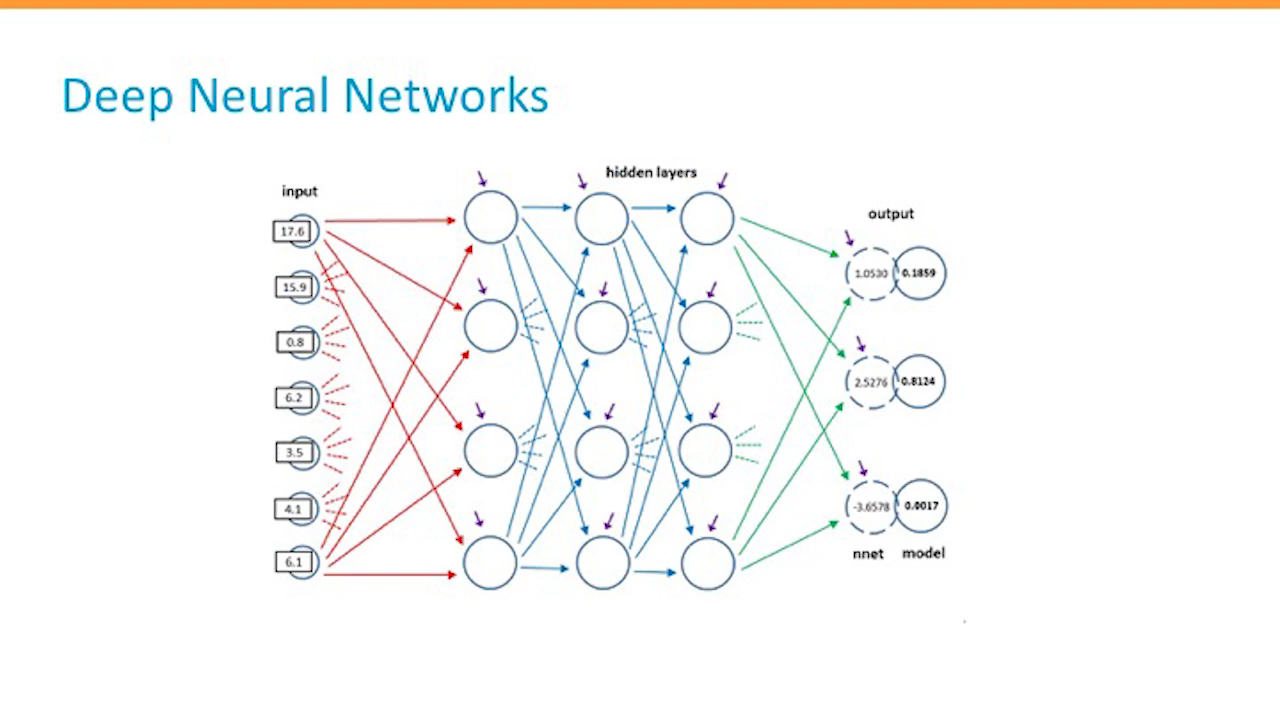 Deep Neural Networks
hidden layers
input
output
17.6
15.9
0.8
6.2
3.5
4.1
6.1
1.0530 0.1859
2.5276 0.8124
-3.6578 0.0017
nnet model